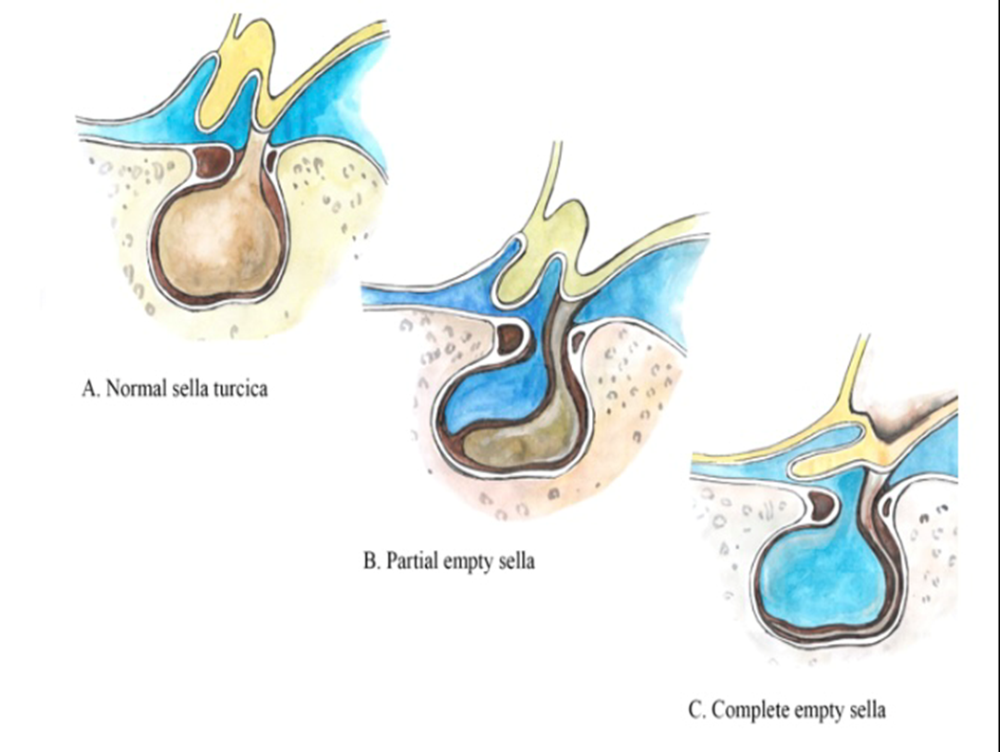 A. Normal sella turcica
B. Partial empty sella
C. Complete empty sella